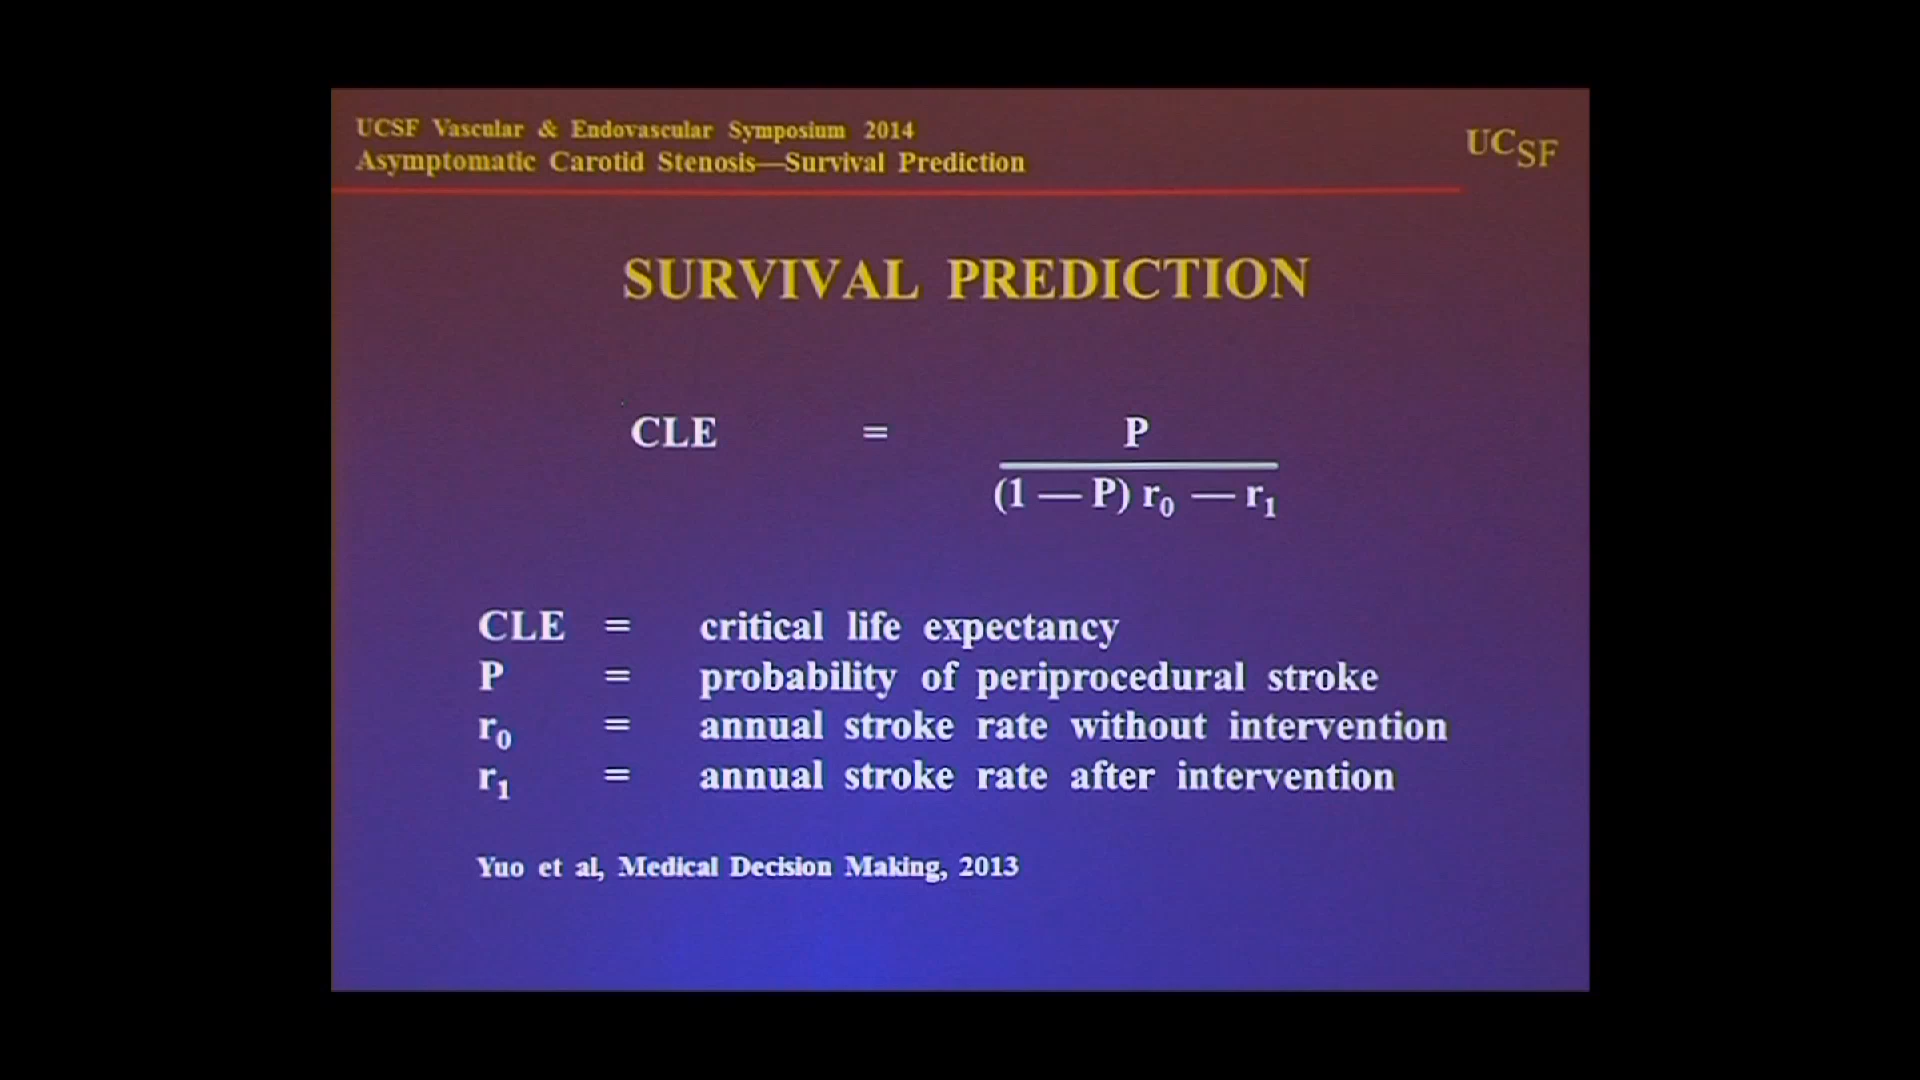 UCSF Vascular & Endovascular Symposium 2014
Asymptomatic Carotid Stenosis—Survival Prediction
UCSF
SURVIVAL PREDICTION
CLE = P
(1 — P) r₀ — r₁
CLE = critical life expectancy
P = probability of periprocedural stroke
r₀ = annual stroke rate without intervention
r₁ = annual stroke rate after intervention
Yuo et al, Medical Decision Making, 2013